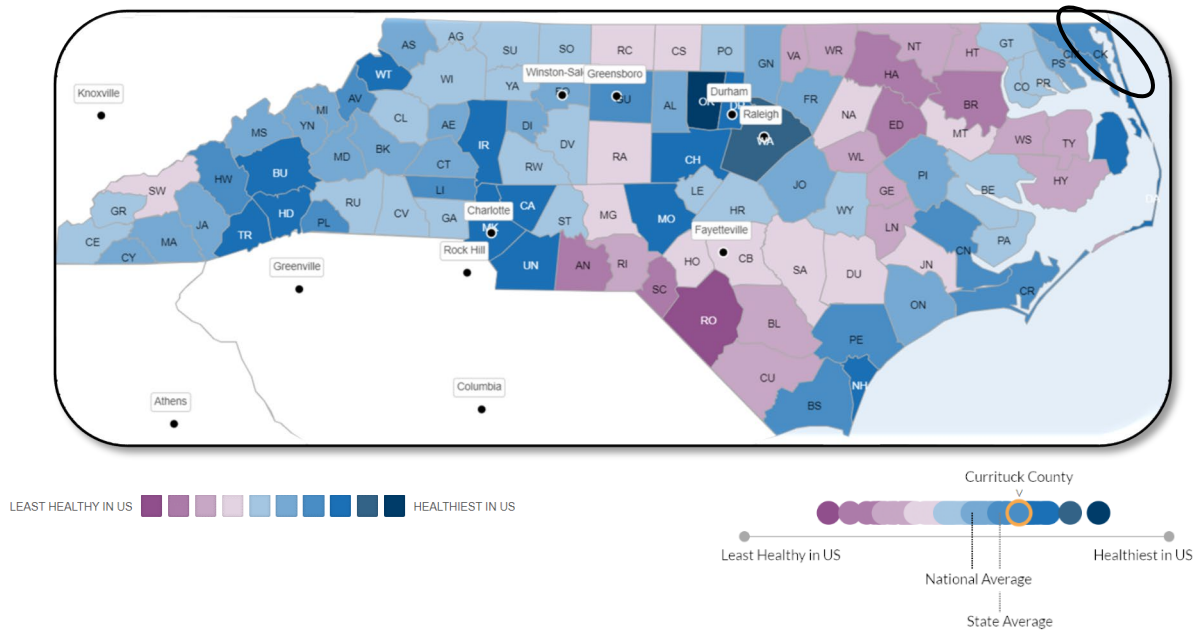 AS
AG
SU
SO
RC
CS
PO
GN
VA
WR
NT
HT
GT
PS
CK
WT
WI
YA
Winston-Sal
Greensboro
HA
Knoxville
AV
AL
Durham
FR
CO
PR
BR
MI
CL
Raleigh
NA
YN
AE
DI
ED
MT
MS
IR
DV
WA
WS
TY
MD
BK
CT
RW
RA
CH
WL
HW
BU
PI
HY
SW
LI
LE
JO
GE
BE
GR
HD
RU
CV
GA
Charlotte
CA
ST
MG
MO
HR
WY
DV
JA
PL
LN
CE
MA
TR
Fayetteville
PA
CY
Rock Hill
UN
AN
RI
HO
CB
SA
DU
JN
CN
Greenville
SC
CR
ON
RO
BL
PE
CU
NH
BS
Columbia
Athens
LEAST HEALTHY IN US
HEALTHIEST IN US
Currituck County
Least Healthy in US
Healthiest in US
National Average
State Average